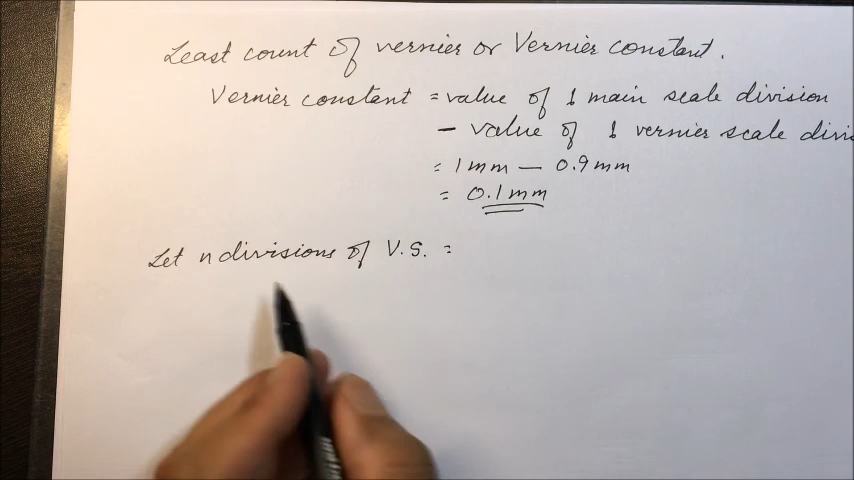 Least count of vernier or Vernier constant.
Vernier constant = value of 1 main scale division
- value of 1 vernier scale divis
= 1mm - 0.9mm
= 0.1mm
Let n divisions of V.S. =